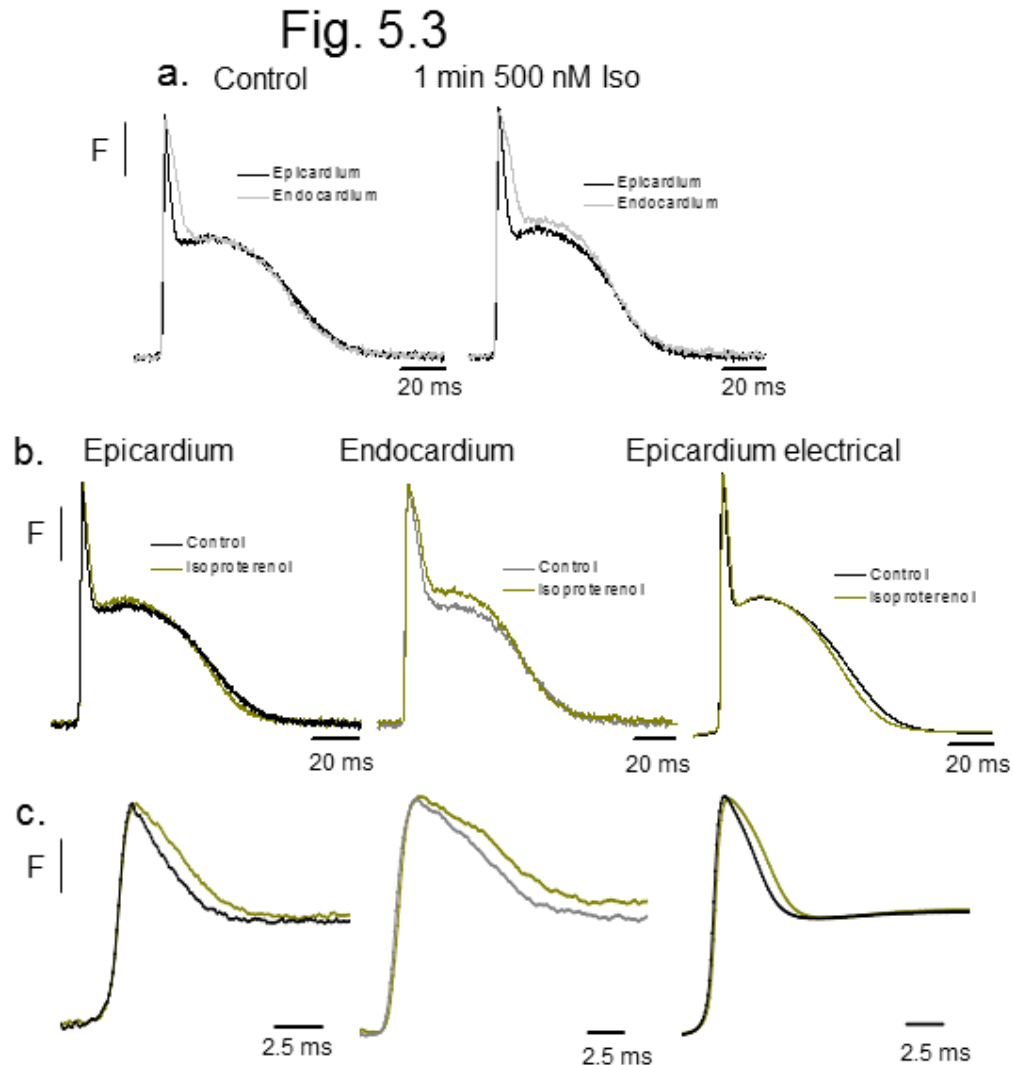 Fig. 5.3
a. Control 1 min 500 nM Iso
F
Epicardium
Endocardium
Epicardium
Endocardium
20 ms 20 ms
b. Epicardium Endocardium Epicardium electrical
F
Control
Isoproterenol
Control
Isoproterenol
Control
Isoproterenol
20 ms 20 ms 20 ms
c.
F
2.5 ms 2.5 ms 2.5 ms